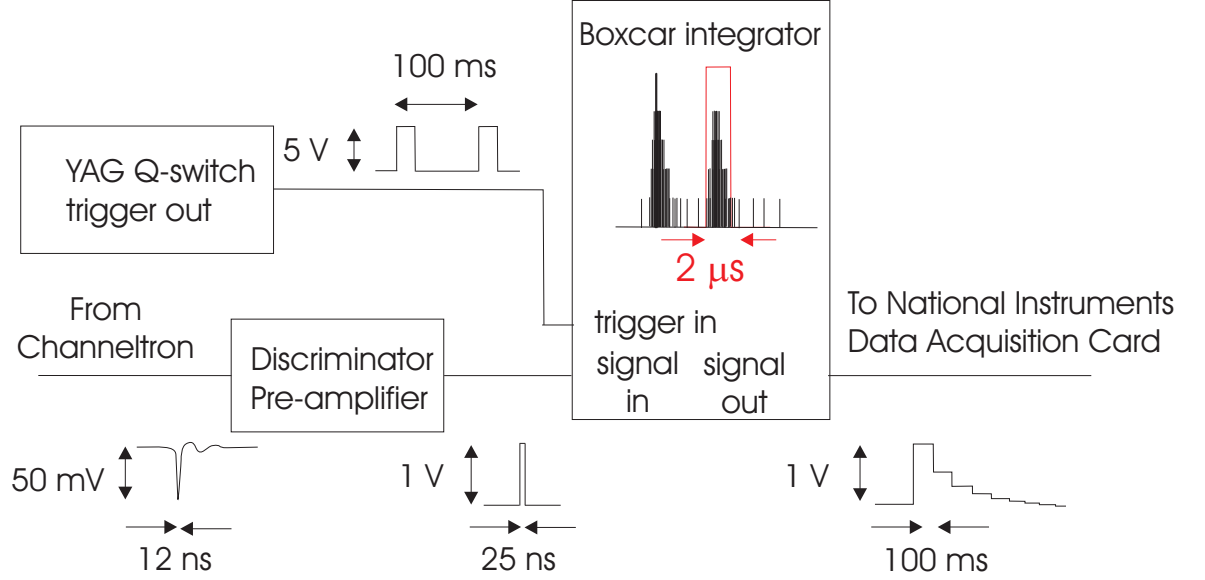 Boxcar integrator
100 ms
5 V
YAG Q-switch
trigger out
2 μs
From
Channeltron
Discriminator
Pre-amplifier
trigger in
signal
in
signal
out
To National Instruments
Data Acquisition Card
50 mV
12 ns
1 V
25 ns
1 V
100 ms